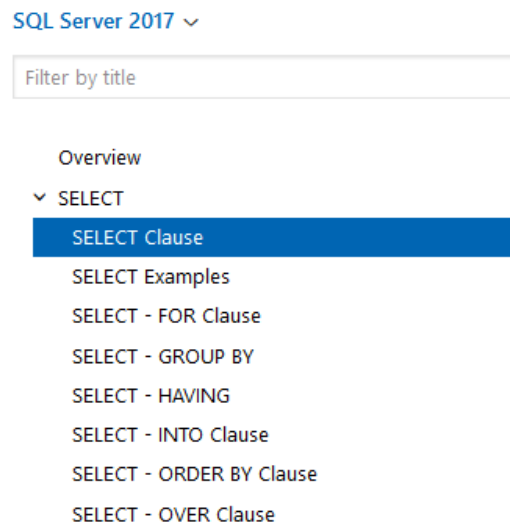 SQL Server 2017
Filter by title
Overview
SELECT
SELECT Clause
SELECT Examples
SELECT - FOR Clause
SELECT - GROUP BY
SELECT - HAVING
SELECT - INTO Clause
SELECT - ORDER BY Clause
SELECT - OVER Clause